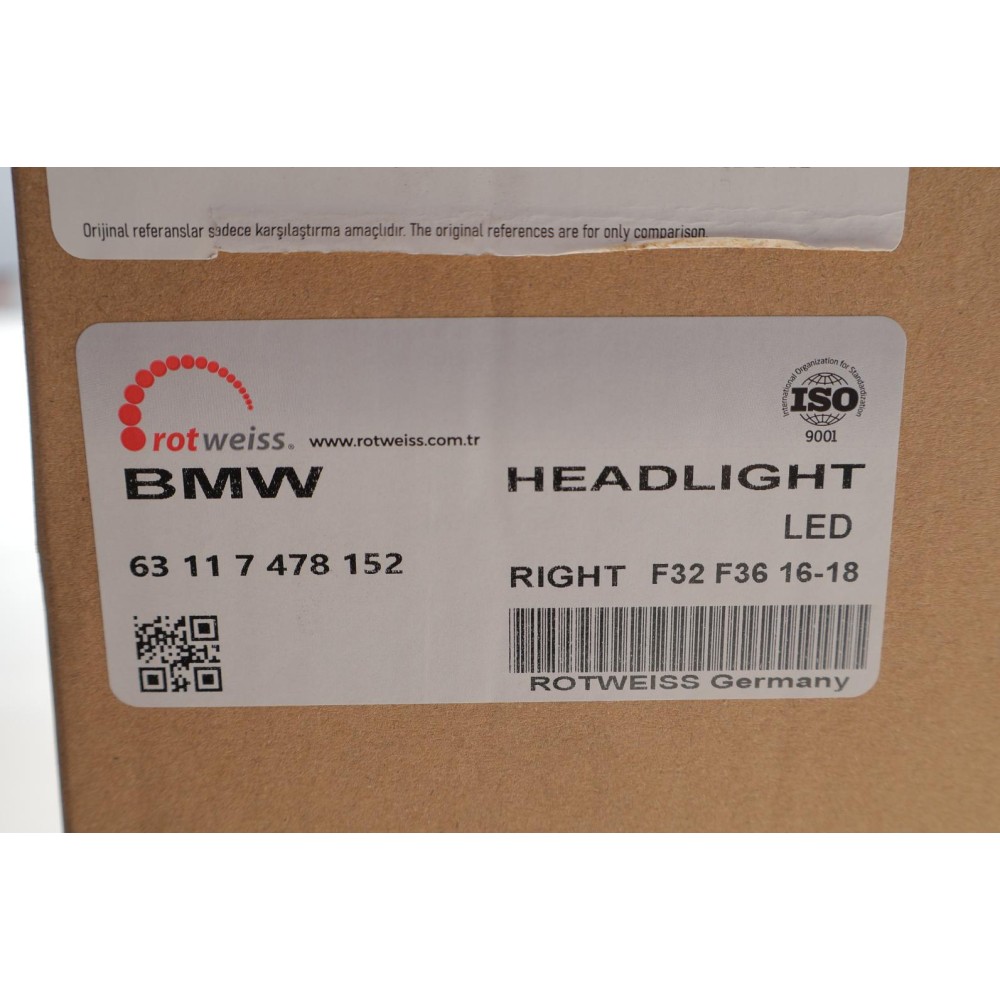 Orijinal referanslar sadece karşılaştırma amaçlıdır. The original references are for only comparison.
rotweiss® www.rotweiss.com.tr
International Organization for Standardization
ISO
9001
BMW
HEADLIGHT
LED
63 11 7 478 152
RIGHT F32 F36 16-18
ROTWEISS Germany